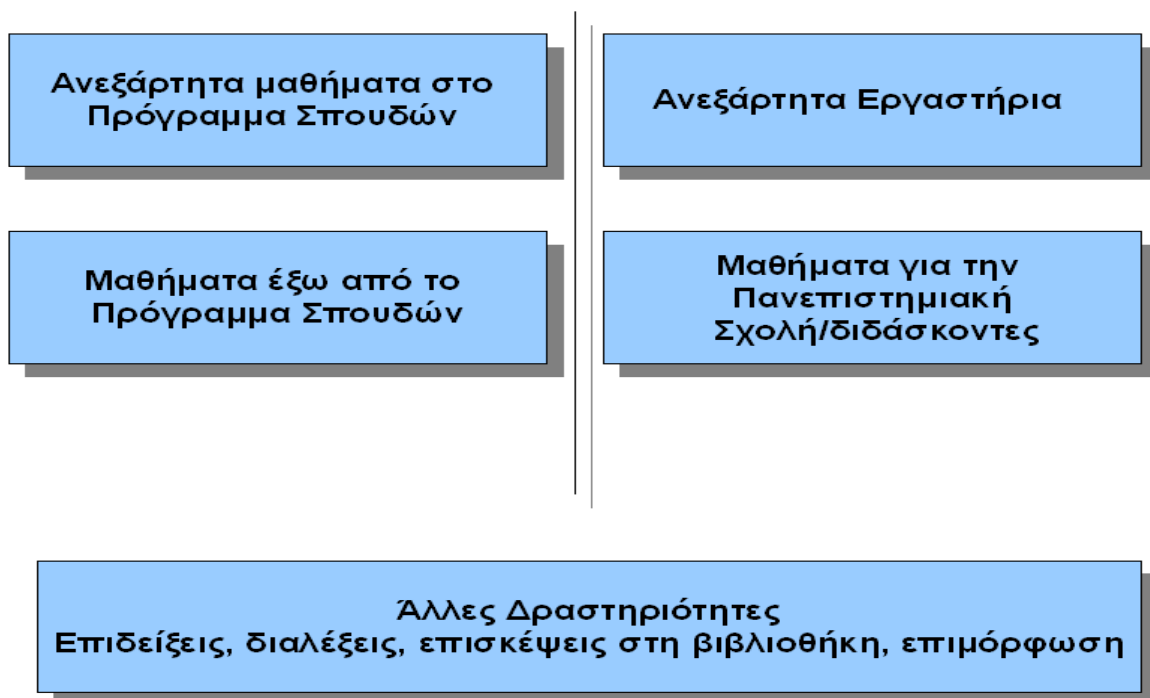 Ανεξάρτητα μαθήματα στο
Πρόγραμμα Σπουδών
Ανεξάρτητα Εργαστήρια
Μαθήματα έξω από το
Πρόγραμμα Σπουδών
Μαθήματα για την
Πανεπιστημιακή
Σχολή/διδάσκοντες
Άλλες Δραστηριότητες
Επιδείξεις, διαλέξεις, επισκέψεις στη βιβλιοθήκη, επιμόρφωση